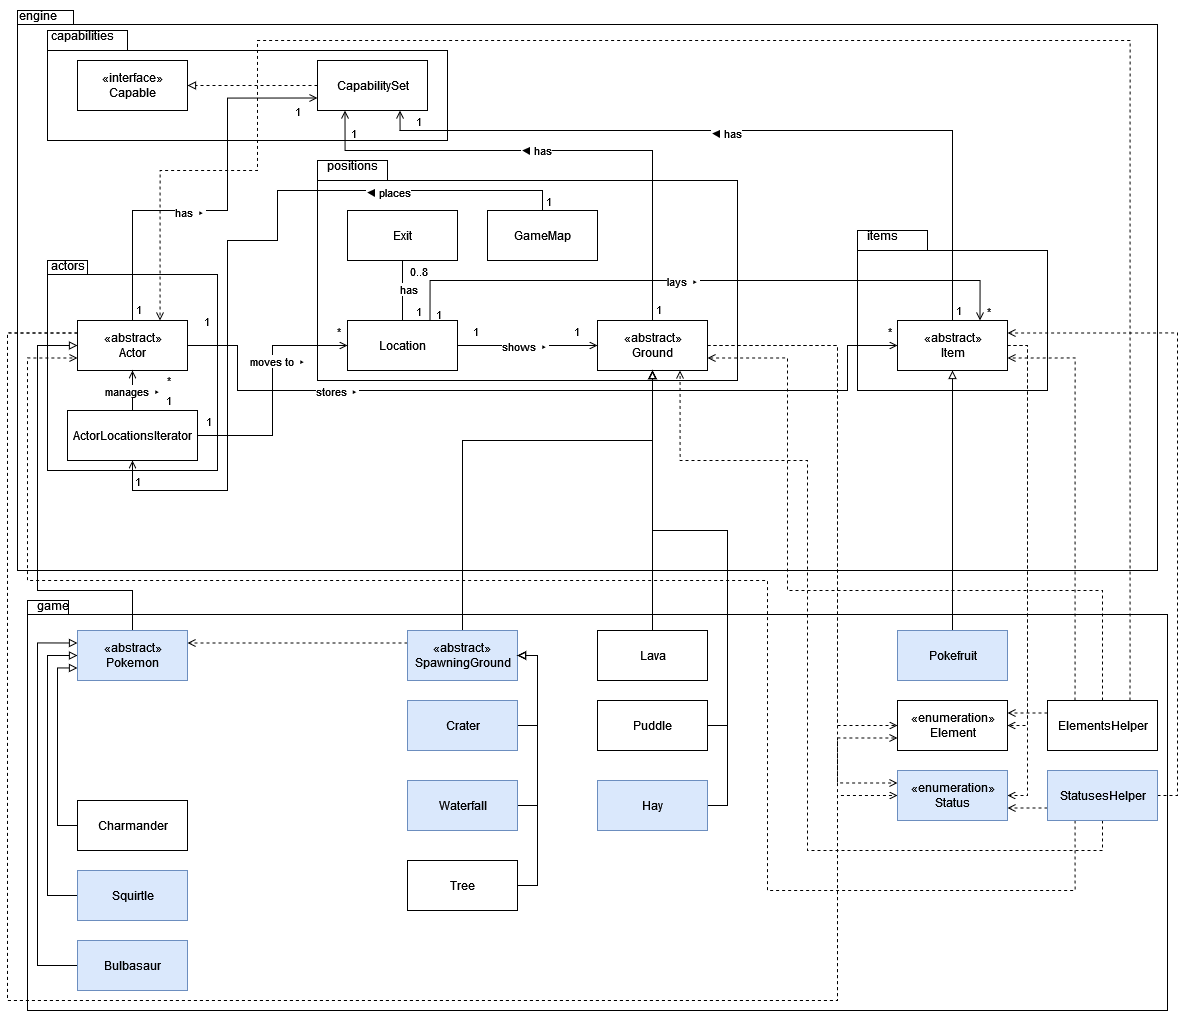 engine
capabilities
«interface»
Capable
CapabilitySet
1
1
1
◄ has
◄ has
positions
◄ places
1
has ▸
Exit
GameMap
items
actors
0..8
has
lays ▸
1
1
*
1
1
1
1
*
1
1
*
«abstract»
Actor
Location
shows ▸
«abstract»
Ground
«abstract»
Item
moves to ▸
*
manages ▸
1
stores ▸
1
ActorLocationsIterator
1
game
«abstract»
Pokemon
«abstract»
SpawningGround
Lava
Pokefruit
Crater
Puddle
«enumeration»
Element
ElementsHelper
Charmander
Waterfall
Hay
«enumeration»
Status
StatusesHelper
Squirtle
Tree
Bulbasaur